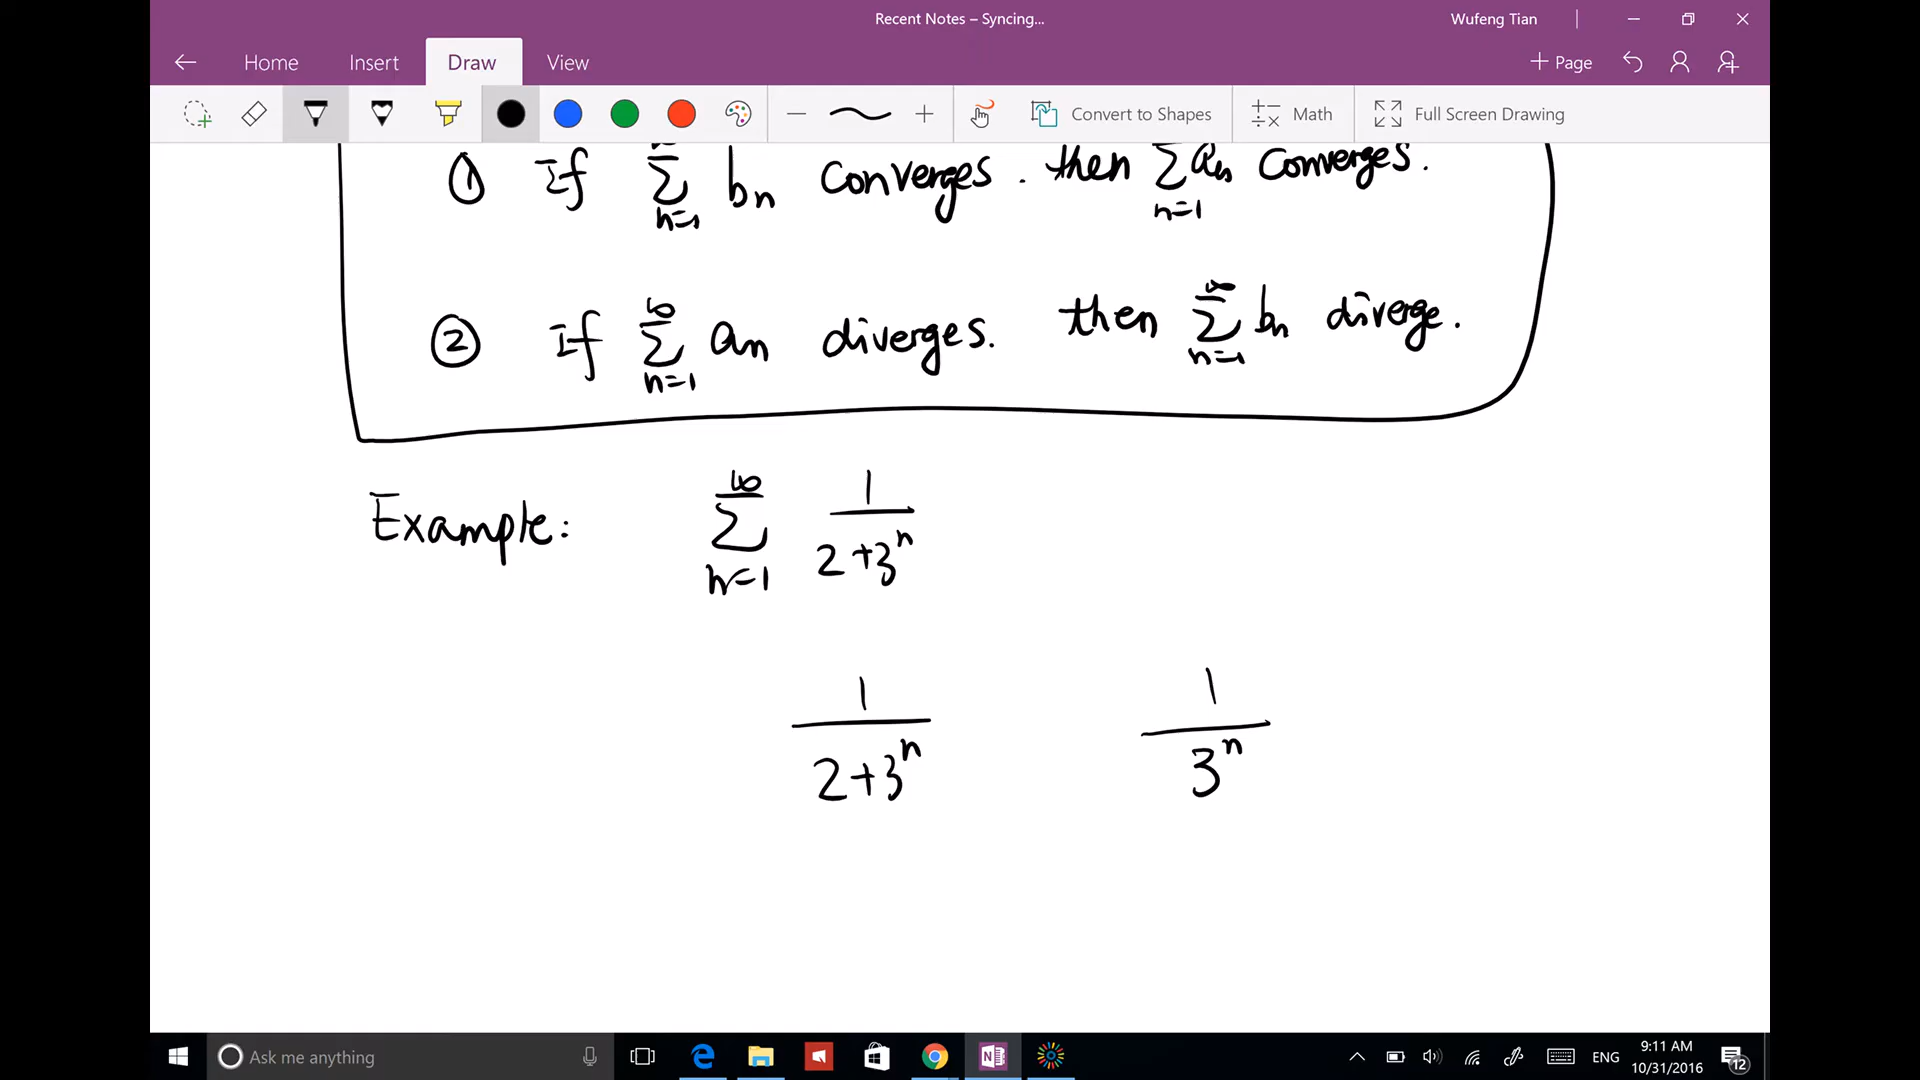 Recent Notes – Syncing...
Wufeng Tian
Home Insert Draw View
+ Page
Convert to Shapes Math Full Screen Drawing
① If ∑ n=1 bn converges. then ∑ n=1 an converges.
② If ∑ n=1 ∞ an diverges. then ∑ n=1 ∞ bn diverge.
Example: ∑ n=1 ∞ 1/(2+3^n)
1/(2+3^n) 1/3^n
Ask me anything
ENG
9:11 AM
10/31/2016
12